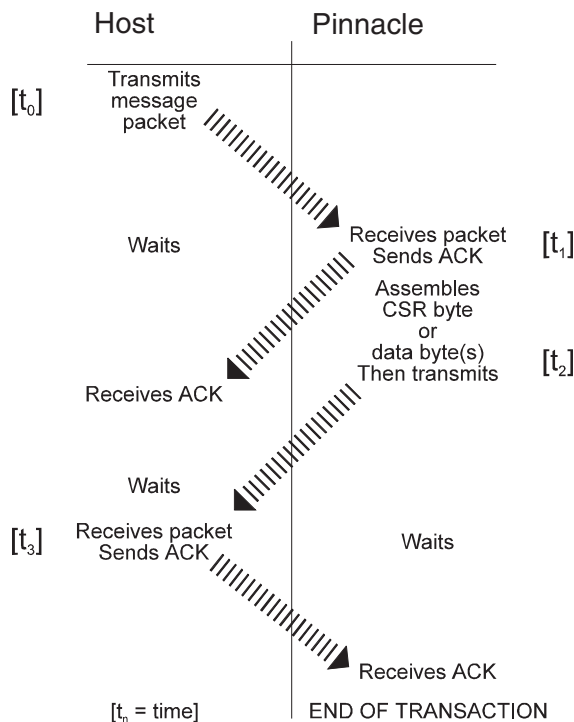 Host
Pinnacle
[t0]
Transmits
message
packet
Waits
Receives packet
Sends ACK
[t1]
Assembles
CSR byte
or
data byte(s)
Then transmits
[t2]
Receives ACK
Waits
[t3]
Receives packet
Sends ACK
Waits
Receives ACK
[tn = time]
END OF TRANSACTION